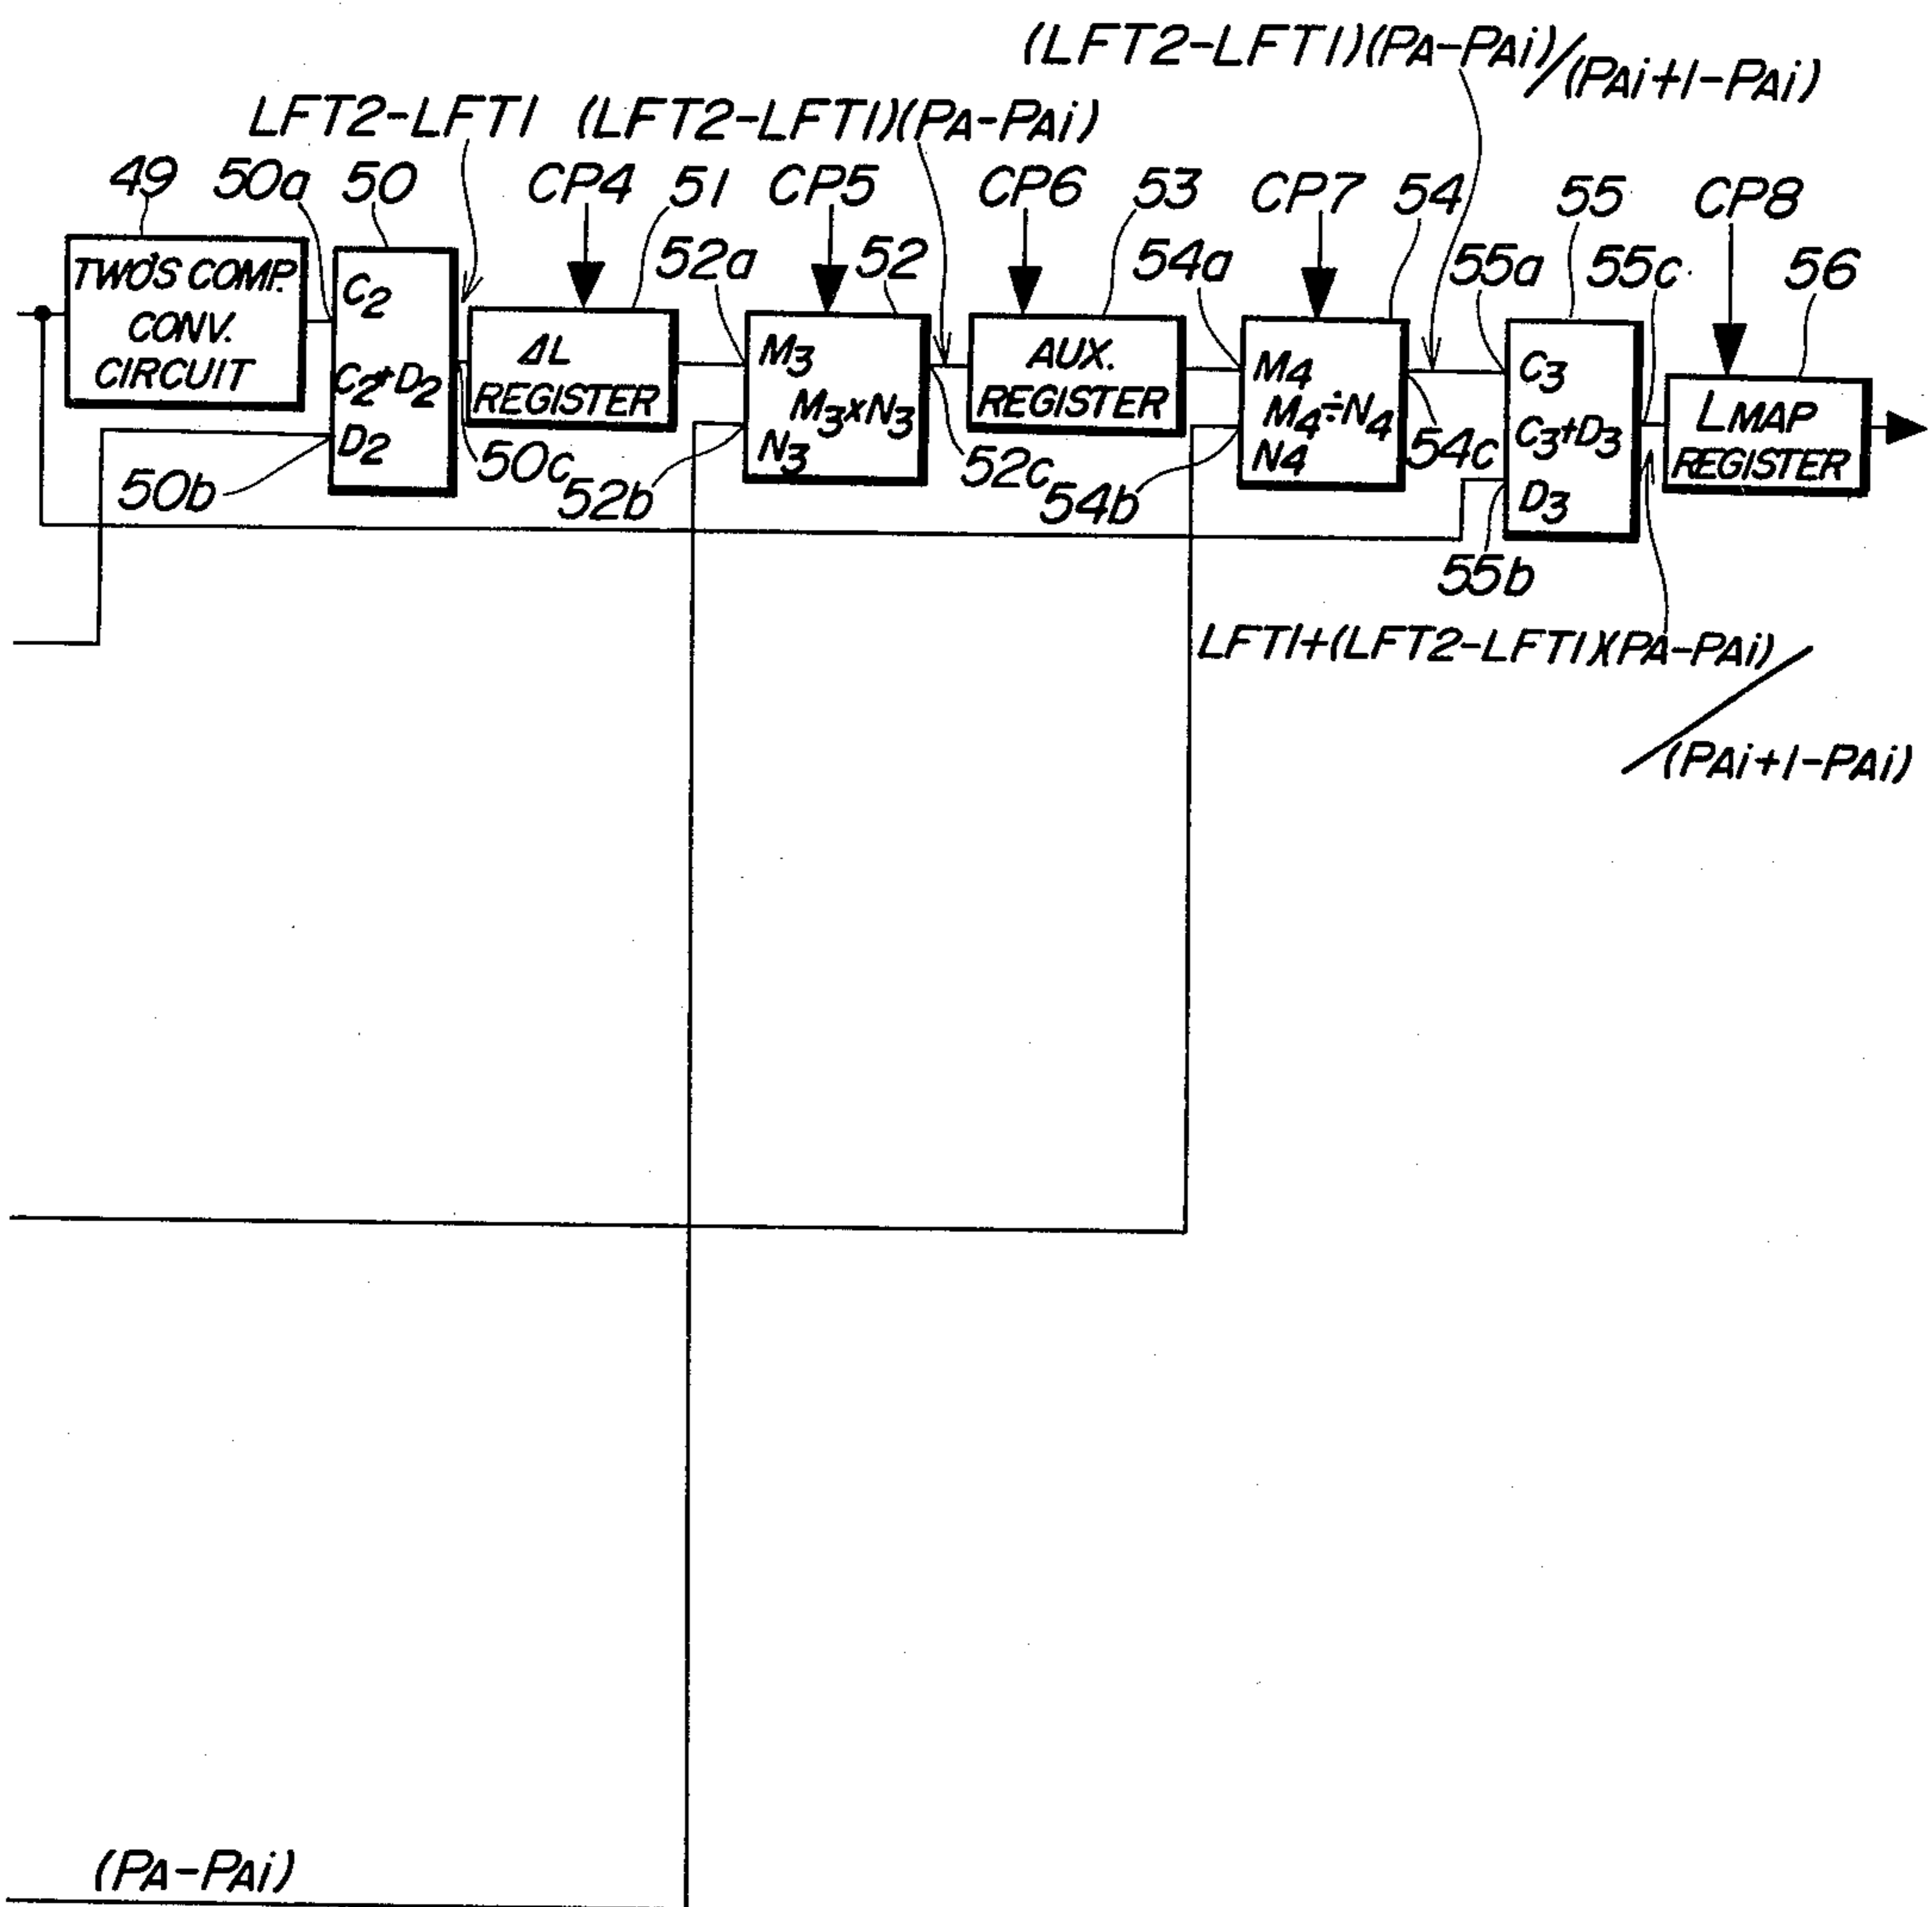 (LFT2-LFT1)(PA-PAi)/(PAi+1-PAi)
LFT2-LFT1 (LFT2-LFT1)(PA-PAi)
49 50a 50 CP4 51 CP5 CP6 53 CP7 54 55 CP8
52a 52 54a 55a 55c 56
TWO'S COMP.
CONV.
CIRCUIT
C2
C2+D2
D2
ΔL
REGISTER
M3
M3xN3
N3
AUX.
REGISTER
M4
M4÷N4
N4
C3
C3+D3
D3
LMAP
REGISTER
50b 50c 52b 52c 54b 54c
55b
LFT1+(LFT2-LFT1)(PA-PAi)/
(PAi+1-PAi)
(PA-PAi)